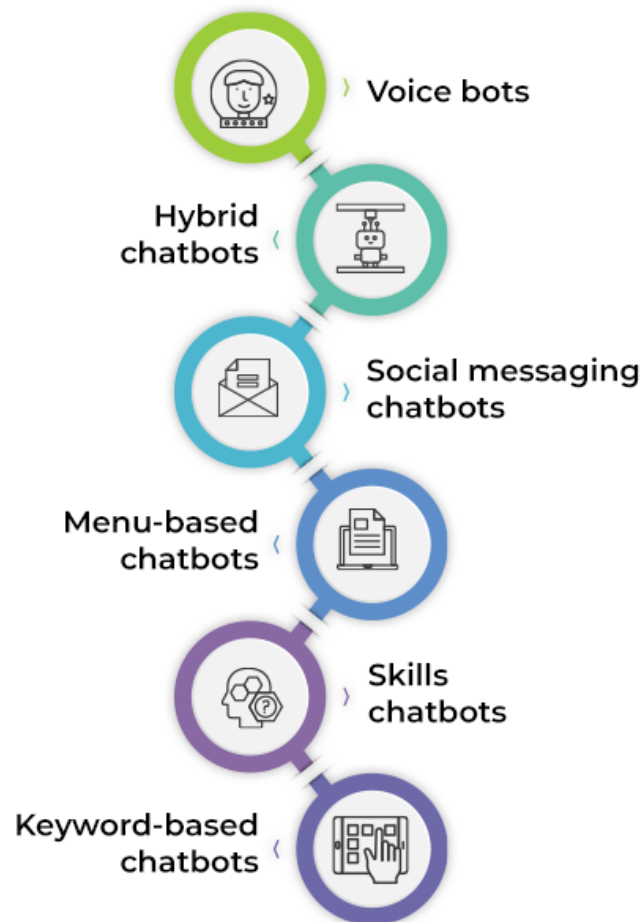 Voice bots
Hybrid
chatbots
Social messaging
chatbots
Menu-based
chatbots
Skills
chatbots
?
Keyword-based
chatbots